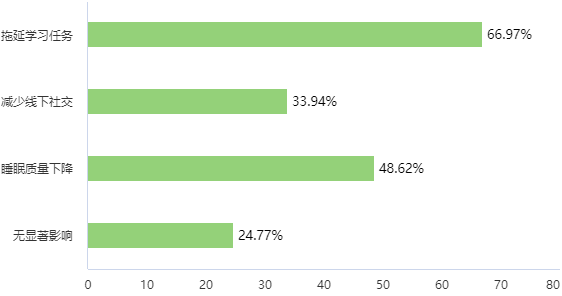 拖延学习任务 66.97%
减少线下社交 33.94%
睡眠质量下降 48.62%
无显著影响 24.77%
0 10 20 30 40 50 60 70 80